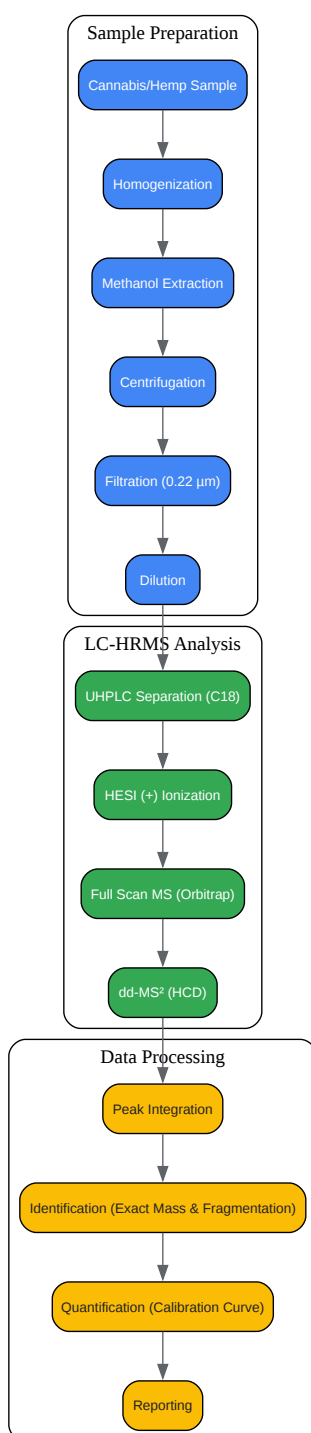 Sample Preparation
Cannabis/Hemp Sample
Homogenization
Methanol Extraction
Centrifugation
Filtration (0.22 µm)
Dilution
LC-HRMS Analysis
UHPLC Separation (C18)
HESI (+) Ionization
Full Scan MS (Orbitrap)
dd-MS² (HCD)
Data Processing
Peak Integration
Identification (Exact Mass & Fragmentation)
Quantification (Calibration Curve)
Reporting